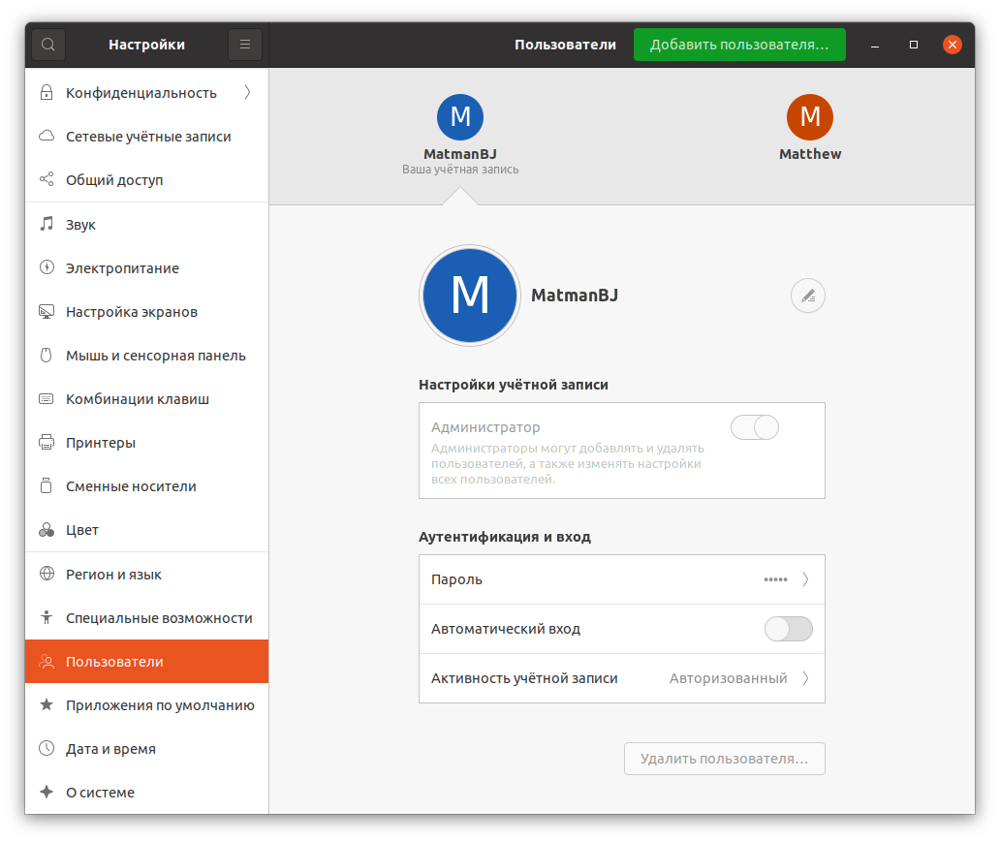 Настройки
Пользователи
Добавить пользователя...
Конфиденциальность
Сетевые учётные записи
Общий доступ
Звук
Электропитание
Настройка экранов
Мышь и сенсорная панель
Комбинации клавиш
Принтеры
Сменные носители
Цвет
Регион и язык
Специальные возможности
Пользователи
Приложения по умолчанию
Дата и время
О системе
M
MatmanBJ
Ваша учётная запись
M
Matthew
M
MatmanBJ
Настройки учётной записи
Администратор
Администраторы могут добавлять и удалять
пользователей, а также изменять настройки
всех пользователей.
Аутентификация и вход
Пароль •••••
Автоматический вход
Активность учётной записи Авторизованный
Удалить пользователя...